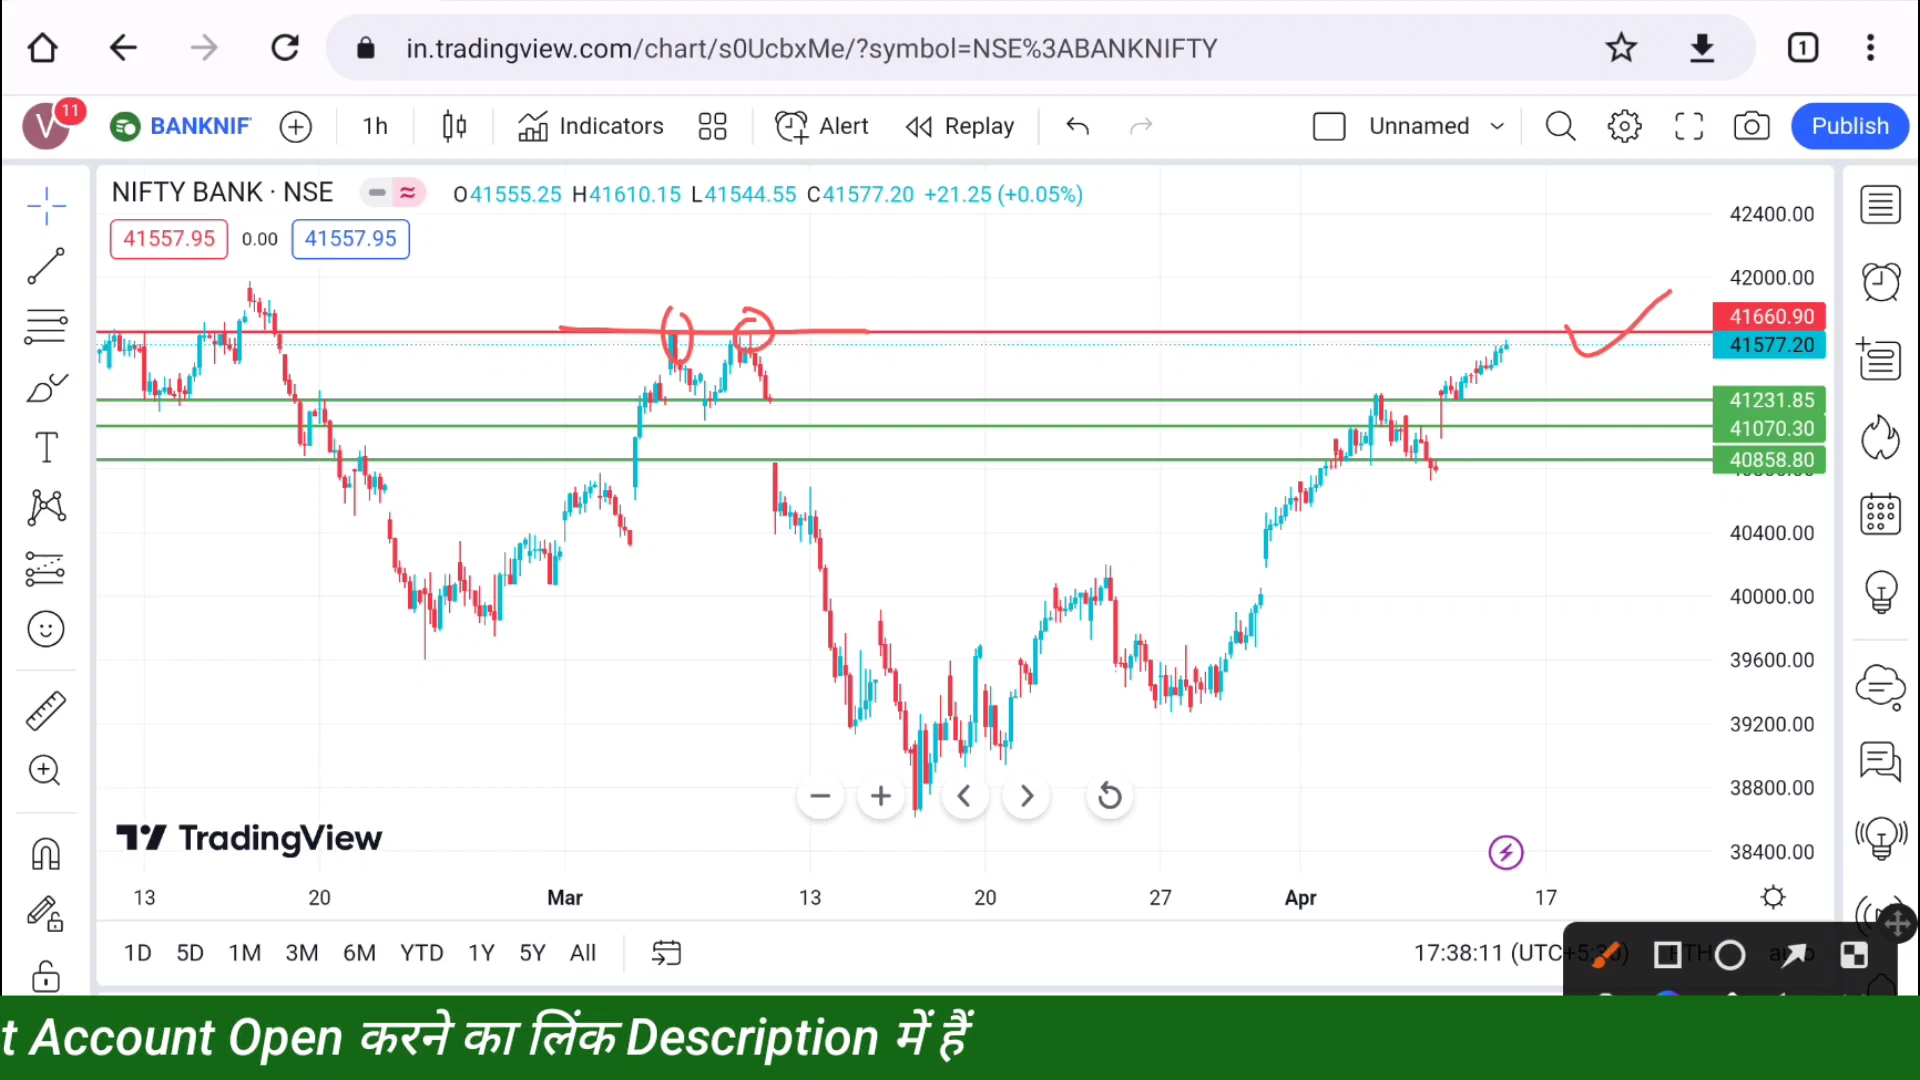 in.tradingview.com/chart/s0UcbxMe/?symbol=NSE%3ABANKNIFTY
1
V 11 BANKNIF 1h Indicators Alert Replay Unnamed Publish
NIFTY BANK · NSE O41555.25 H41610.15 L41544.55 C41577.20 +21.25 (+0.05%)
41557.95 0.00 41557.95
42400.00
42000.00
41660.90
41577.20
41231.85
41070.30
40858.80
40400.00
40000.00
39600.00
39200.00
38800.00
38400.00
TradingView
13 20 Mar 13 20 27 Apr 17
1D 5D 1M 3M 6M YTD 1Y 5Y All 17:38:11 (UTC+5:30)
t Account Open करने का लिंक Description में हैं